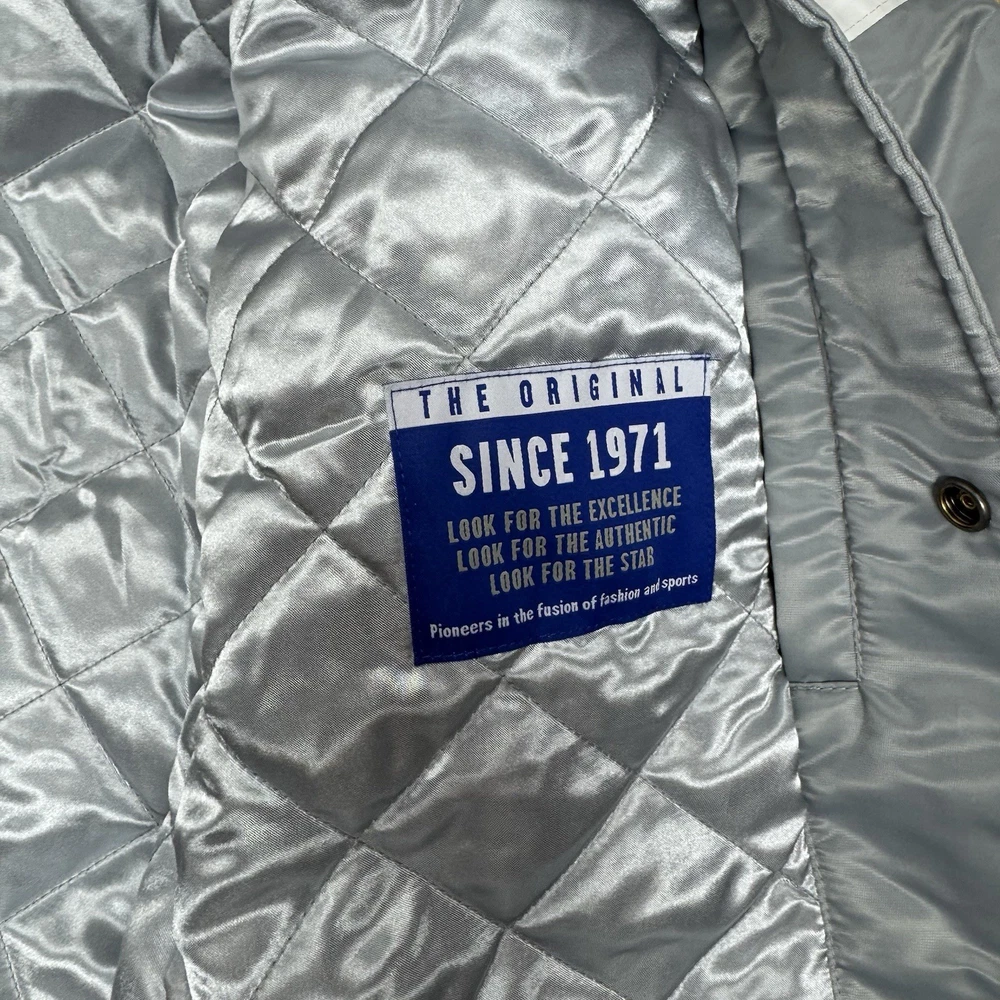 THE ORIGINAL
SINCE 1971
LOOK FOR THE EXCELLENCE
LOOK FOR THE AUTHENTIC
LOOK FOR THE STAR
Pioneers in the fusion of fashion and sports